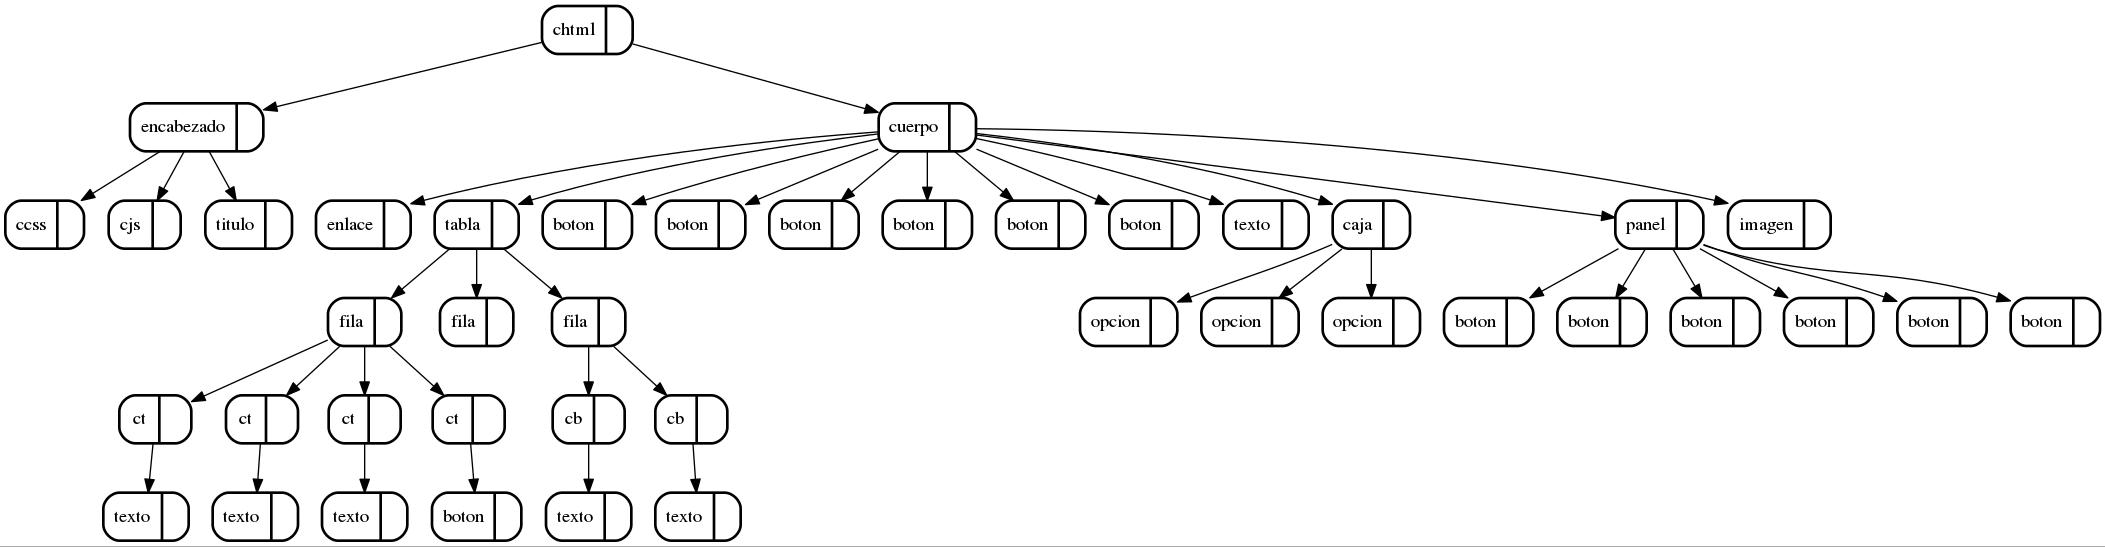 chtml
encabezado
cuerpo
ccss
cjs
titulo
enlace
tabla
boton
boton
boton
boton
boton
boton
texto
caja
panel
imagen
fila
fila
fila
opcion
opcion
opcion
boton
boton
boton
boton
boton
boton
ct
ct
ct
ct
cb
cb
texto
texto
texto
boton
texto
texto